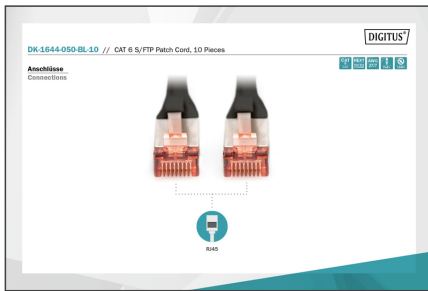 DIGITUS®
DK-1644-050-BL-10 // CAT 6 S/FTP Patch Cord, 10 Pieces
Anschlüsse
Connections
RJ45